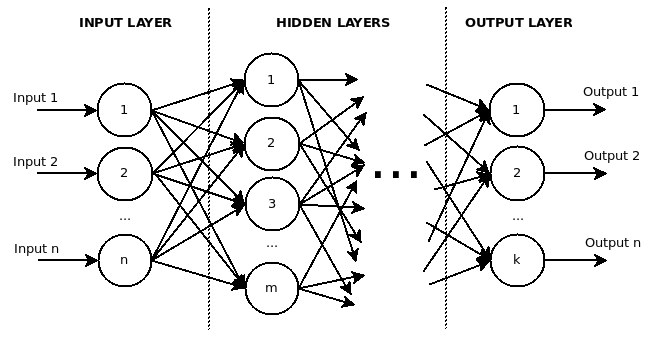 INPUT LAYER
HIDDEN LAYERS
OUTPUT LAYER
Input 1
1
1
1
Output 1
Input 2
2
2
2
Output 2
3
...
...
...
...
Input n
n
m
k
Output n